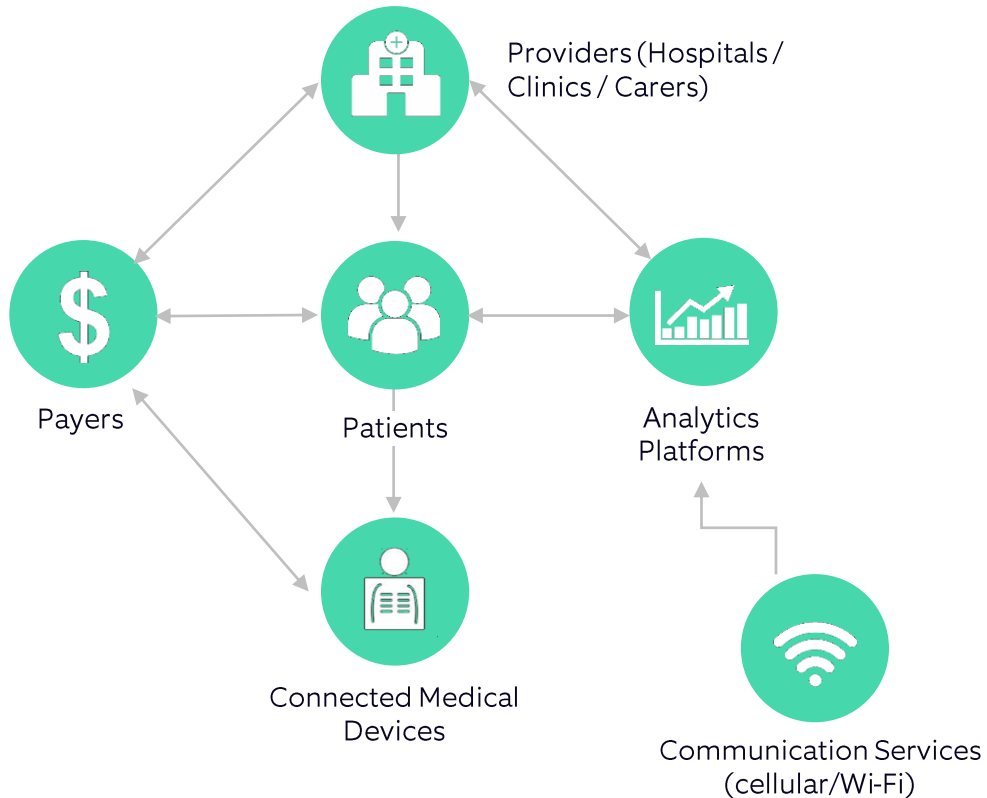 Providers (Hospitals /
Clinics / Carers)
Payers
Patients
Analytics
Platforms
Connected Medical
Devices
Communication Services
(cellular/Wi-Fi)